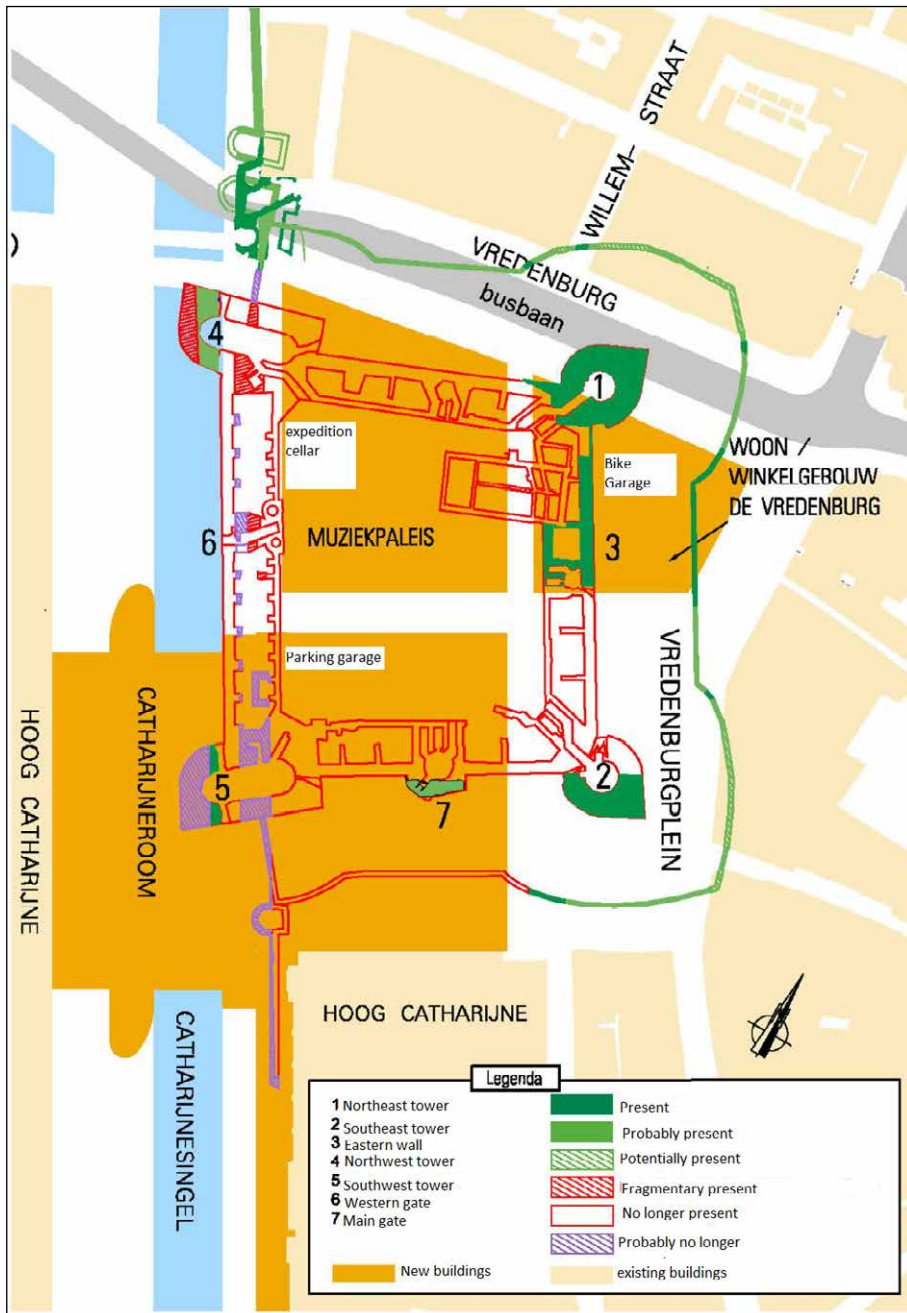 WILLEM-
STRAAT
VREDENBURG
busbaan
4
1
expedition
cellar
Bike
Garage
WOON /
WINKELGEBOUW
DE VREDENBURG
6
MUZIEKPALEIS
3
Parking garage
HOOG CATHARIJNE
CATHARIJNEROOM
VREDENBURGPLEIN
5
7
2
CATHARIJNESINGEL
HOOG CATHARIJNE
Legenda
1 Northeast tower
2 Southeast tower
3 Eastern wall
4 Northwest tower
5 Southwest tower
6 Western gate
7 Main gate
New buildings
Present
Probably present
Potentially present
Fragmentary present
No longer present
Probably no longer
existing buildings